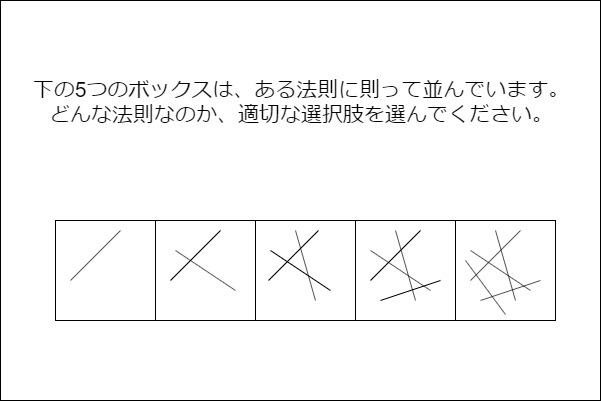 下の5つのボックスは、ある法則に則って並んでいます。
どんな法則なのか、適切な選択肢を選んでください。